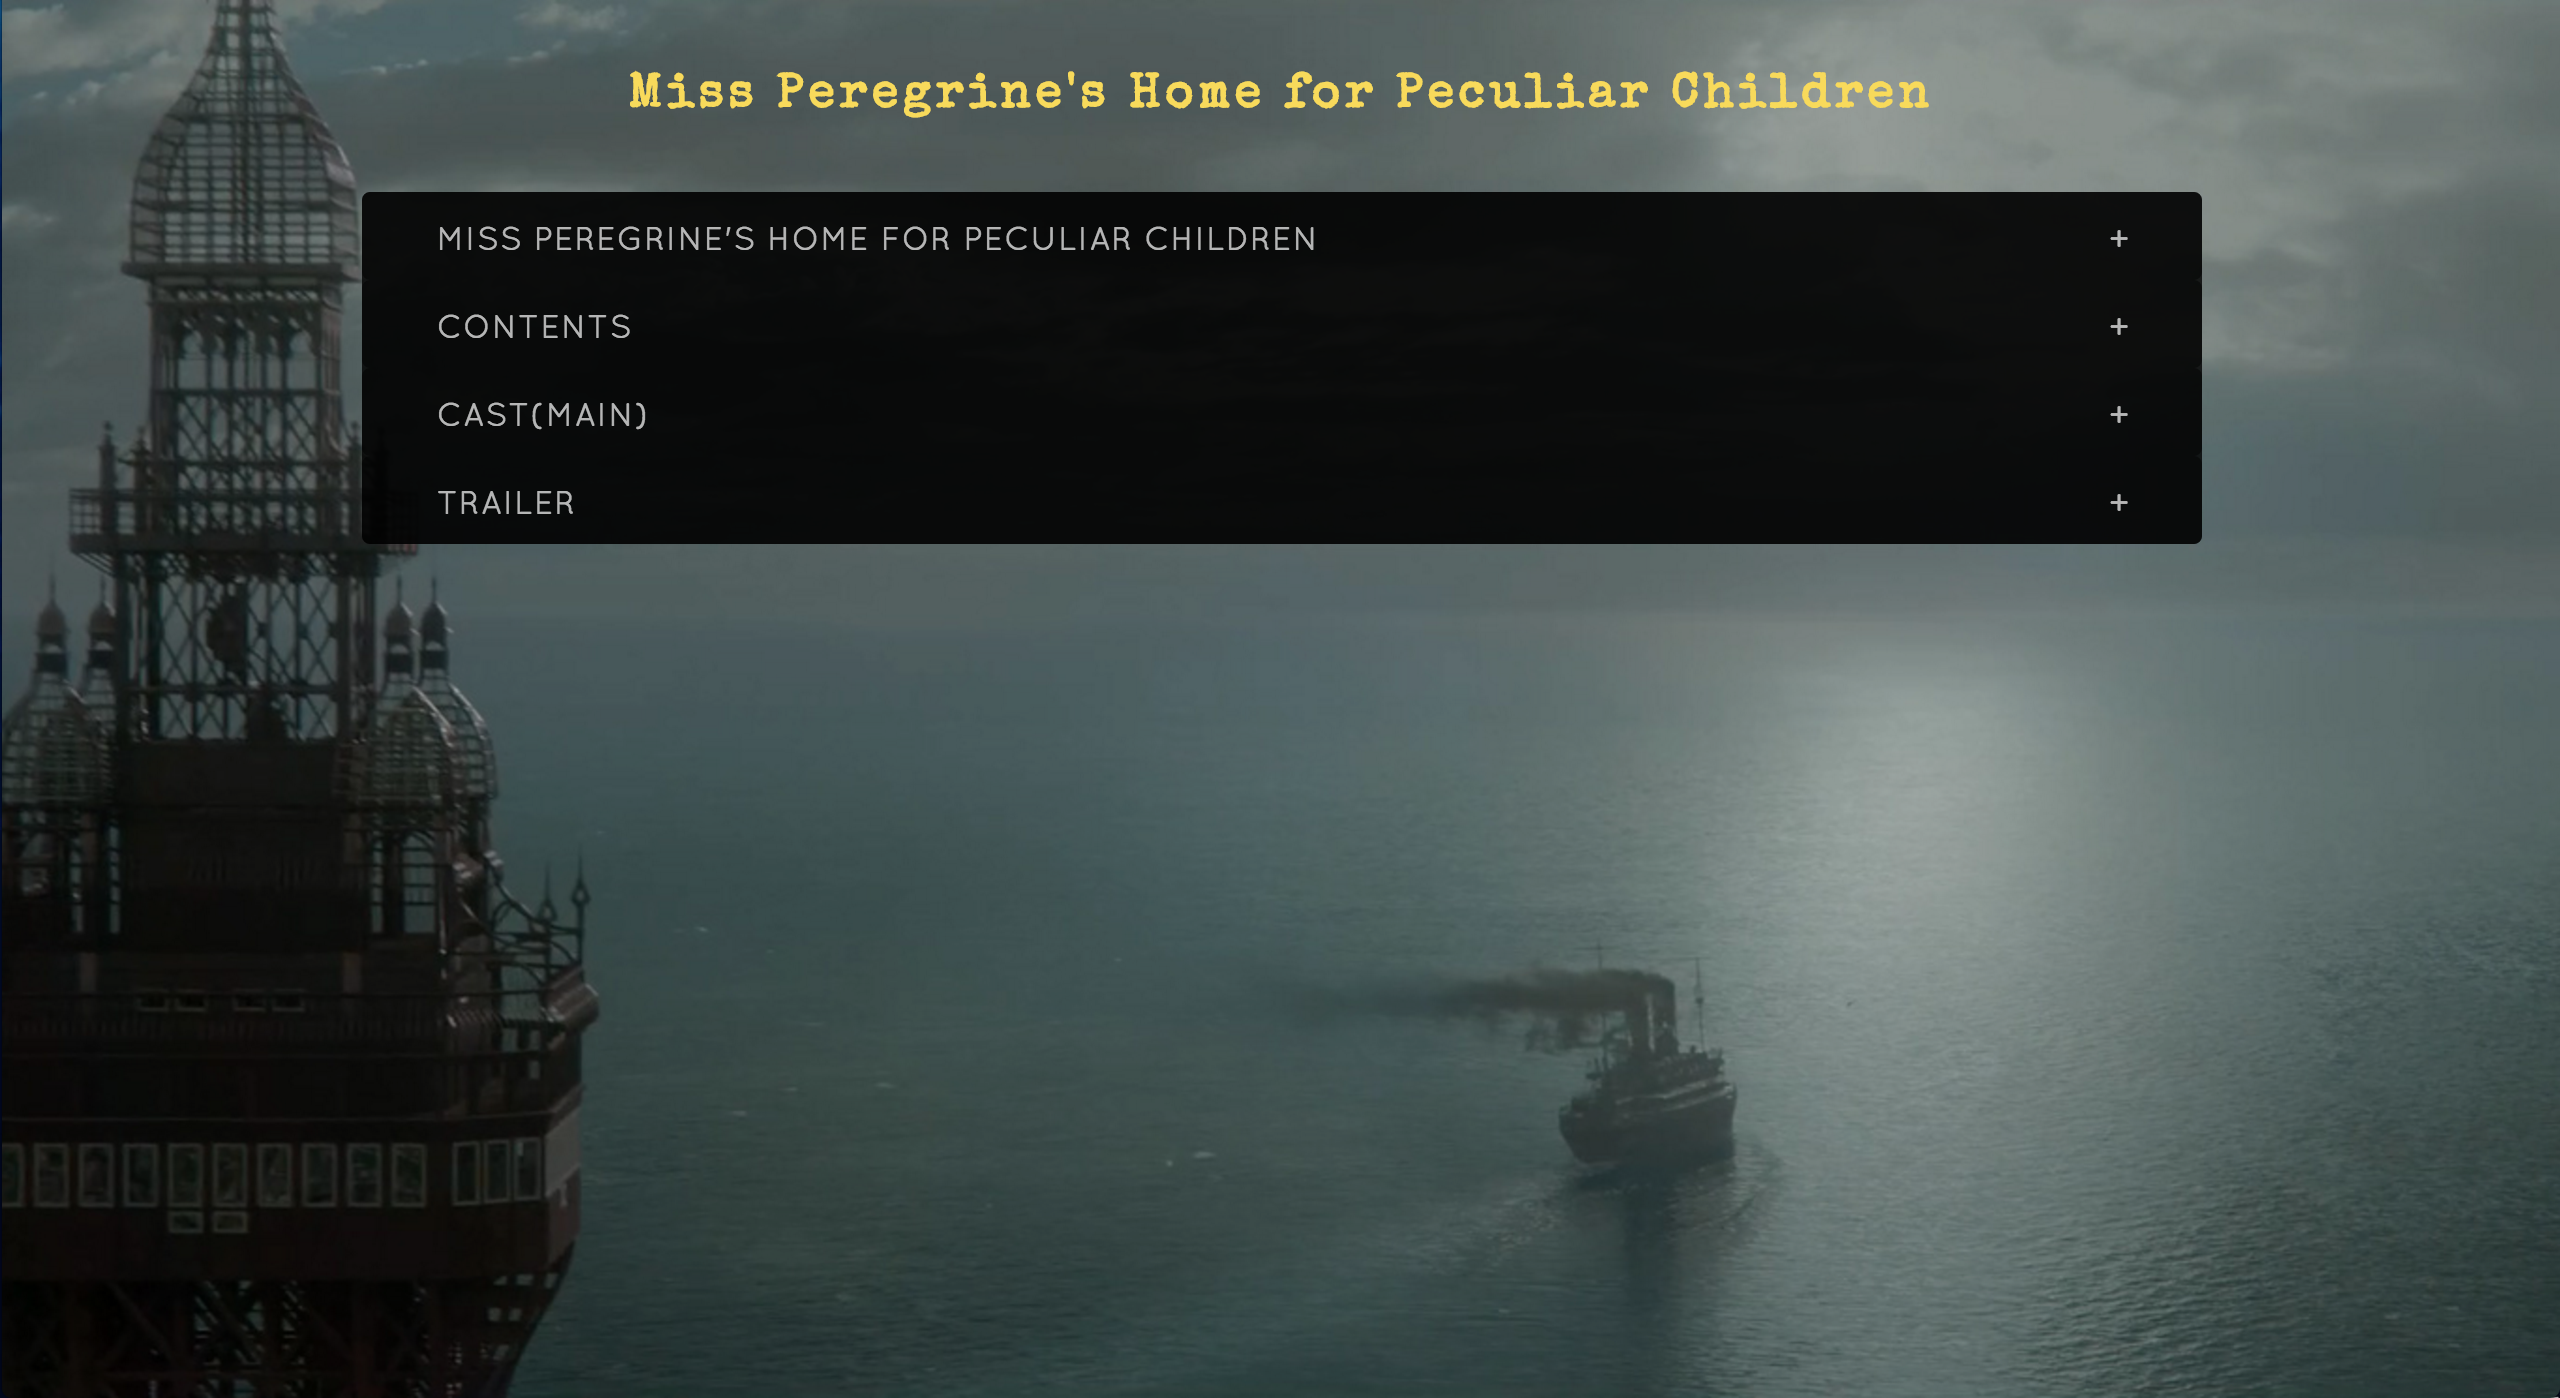 Miss Peregrine's Home for Peculiar Children
MISS PEREGRINE'S HOME FOR PECULIAR CHILDREN +
CONTENTS +
CAST(MAIN) +
TRAILER +